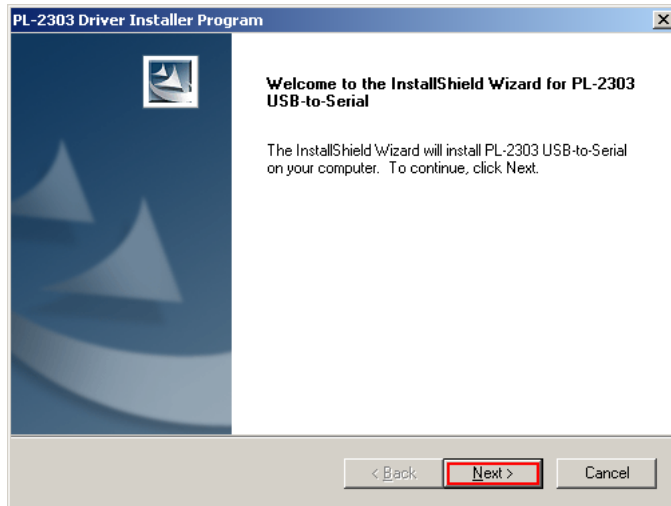 PL-2303 Driver Installer Program
Welcome to the InstallShield Wizard for PL-2303
USB-to-Serial
The InstallShield Wizard will install PL-2303 USB-to-Serial
on your computer.  To continue, click Next.
< Back
Next >
Cancel